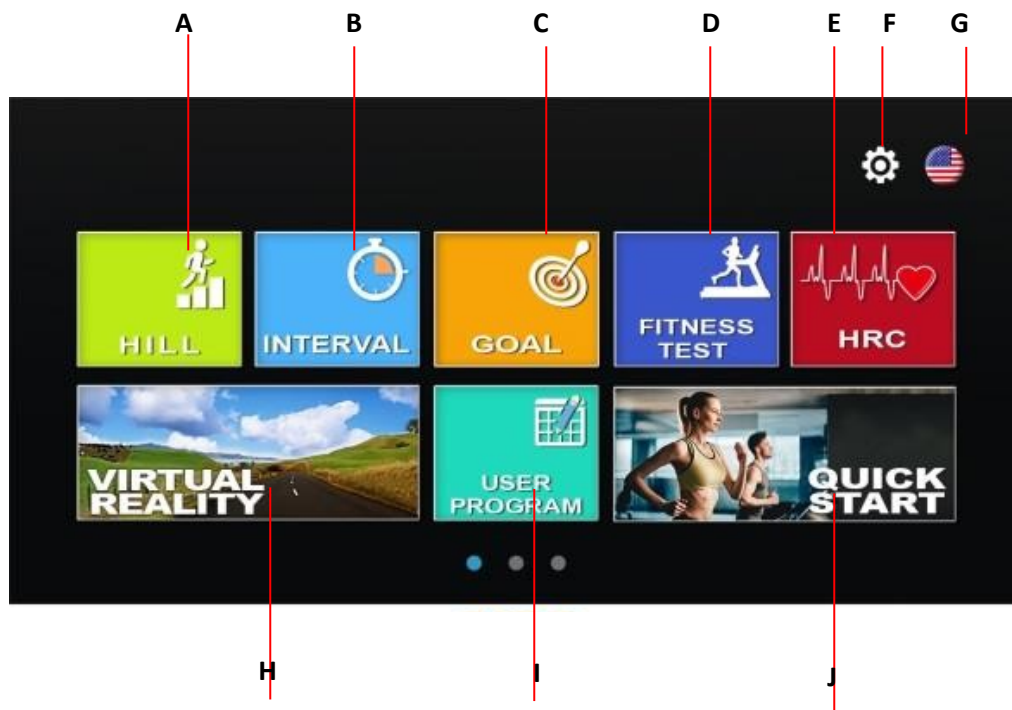 A B C D E F G
HILL
INTERVAL
GOAL
FITNESS
TEST
HRC
VIRTUAL
REALITY
USER
PROGRAM
QUICK
START
H I J